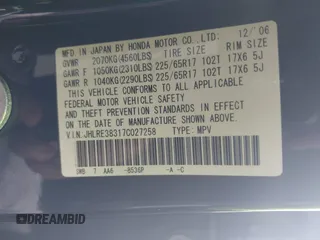 MFD. IN JAPAN BY HONDA MOTOR CO., LTD. 12/'06
GVWR 2070KG(4560LBS) TIRE SIZE RIM SIZE
GAWR F 1050KG(2310LBS) 225/65R17 102T 17X6.5J
GAWR R 1040KG(2290LBS) 225/65R17 102T 17X6.5J
THIS VEHICLE CONFORMS TO ALL APPLICABLE
FEDERAL MOTOR VEHICLE SAFETY
AND THEFT PREVENTION STANDARDS IN EFFECT ON
THE DATE OF MANUFACTURE SHOWN ABOVE.
V.I.N. JHLRE38317C027258 TYPE: MPV
SWA T AA6 -B536P -A -C
DREAMBID